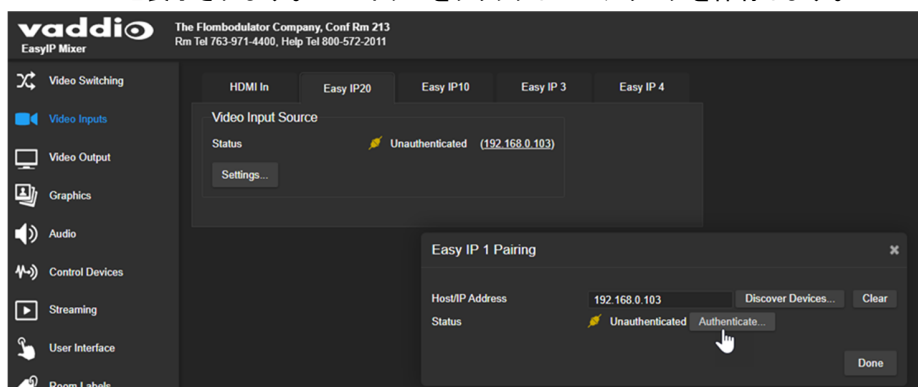 vaddio
EasyIP Mixer
The Flombodulator Company, Conf Rm 213
Rm Tel 763-971-4400, Help Tel 800-572-2011
Video Switching
Video Inputs
Video Output
Graphics
Audio
Control Devices
Streaming
User Interface
Room Labels
HDMI In
Easy IP20
Easy IP10
Easy IP 3
Easy IP 4
Video Input Source
Status Unauthenticated (192.168.0.103)
Settings...
Easy IP 1 Pairing
Host/IP Address 192.168.0.103 Discover Devices... Clear
Status Unauthenticated Authenticate...
Done